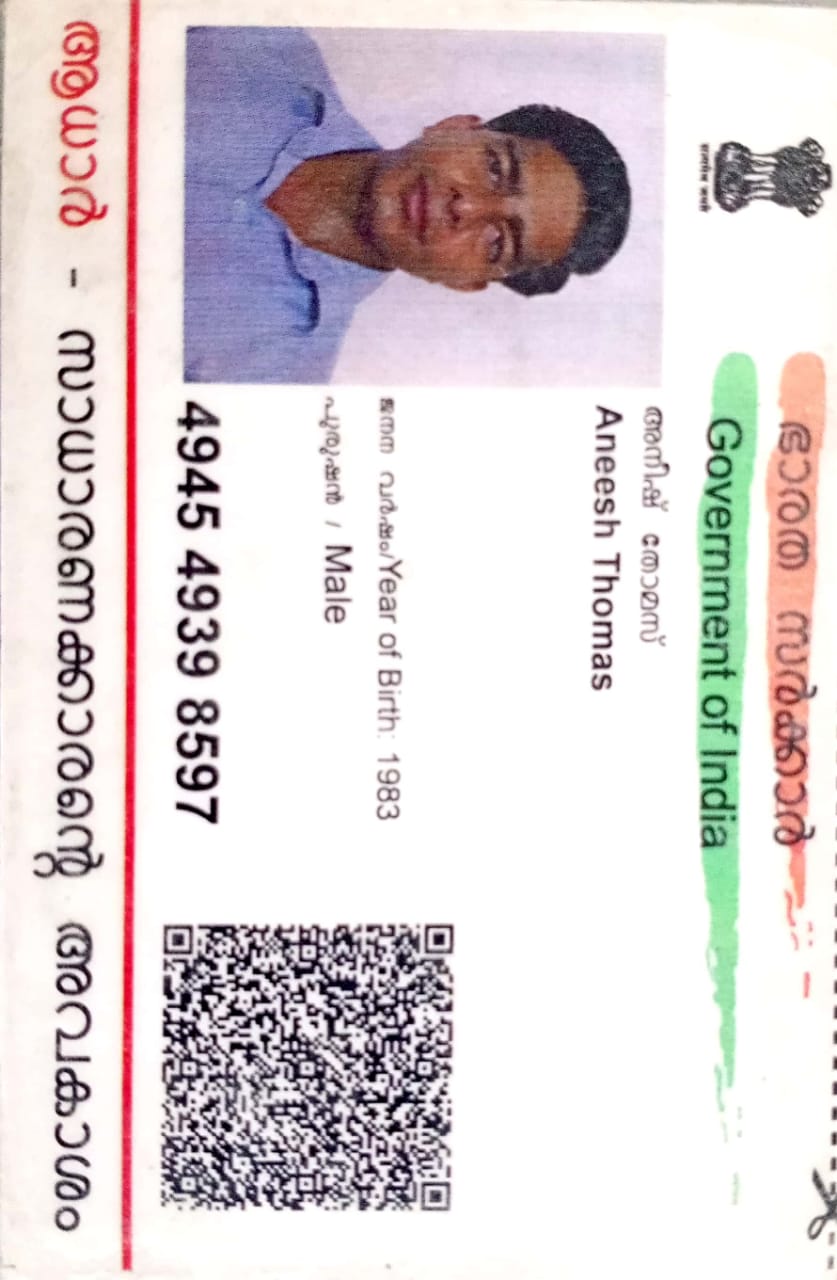 ഭാരത സർക്കാർ
Government of India
അനീഷ് തോമസ്
Aneesh Thomas
ജനന വർഷം/Year of Birth: 1983
പുരുഷൻ / Male
4945 4939 8597
ആധാർ - സാധാരണക്കാരന്റെ അവകാശം